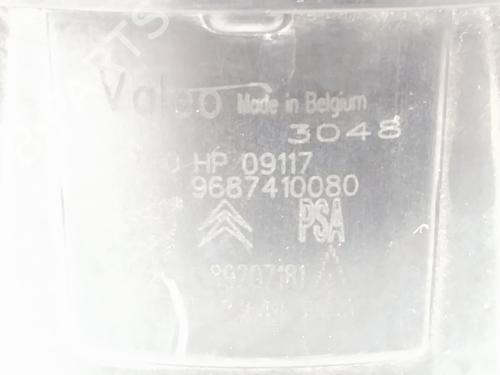 Valeo Made in Belgium
3048
HP 09117
9687410080
PSA